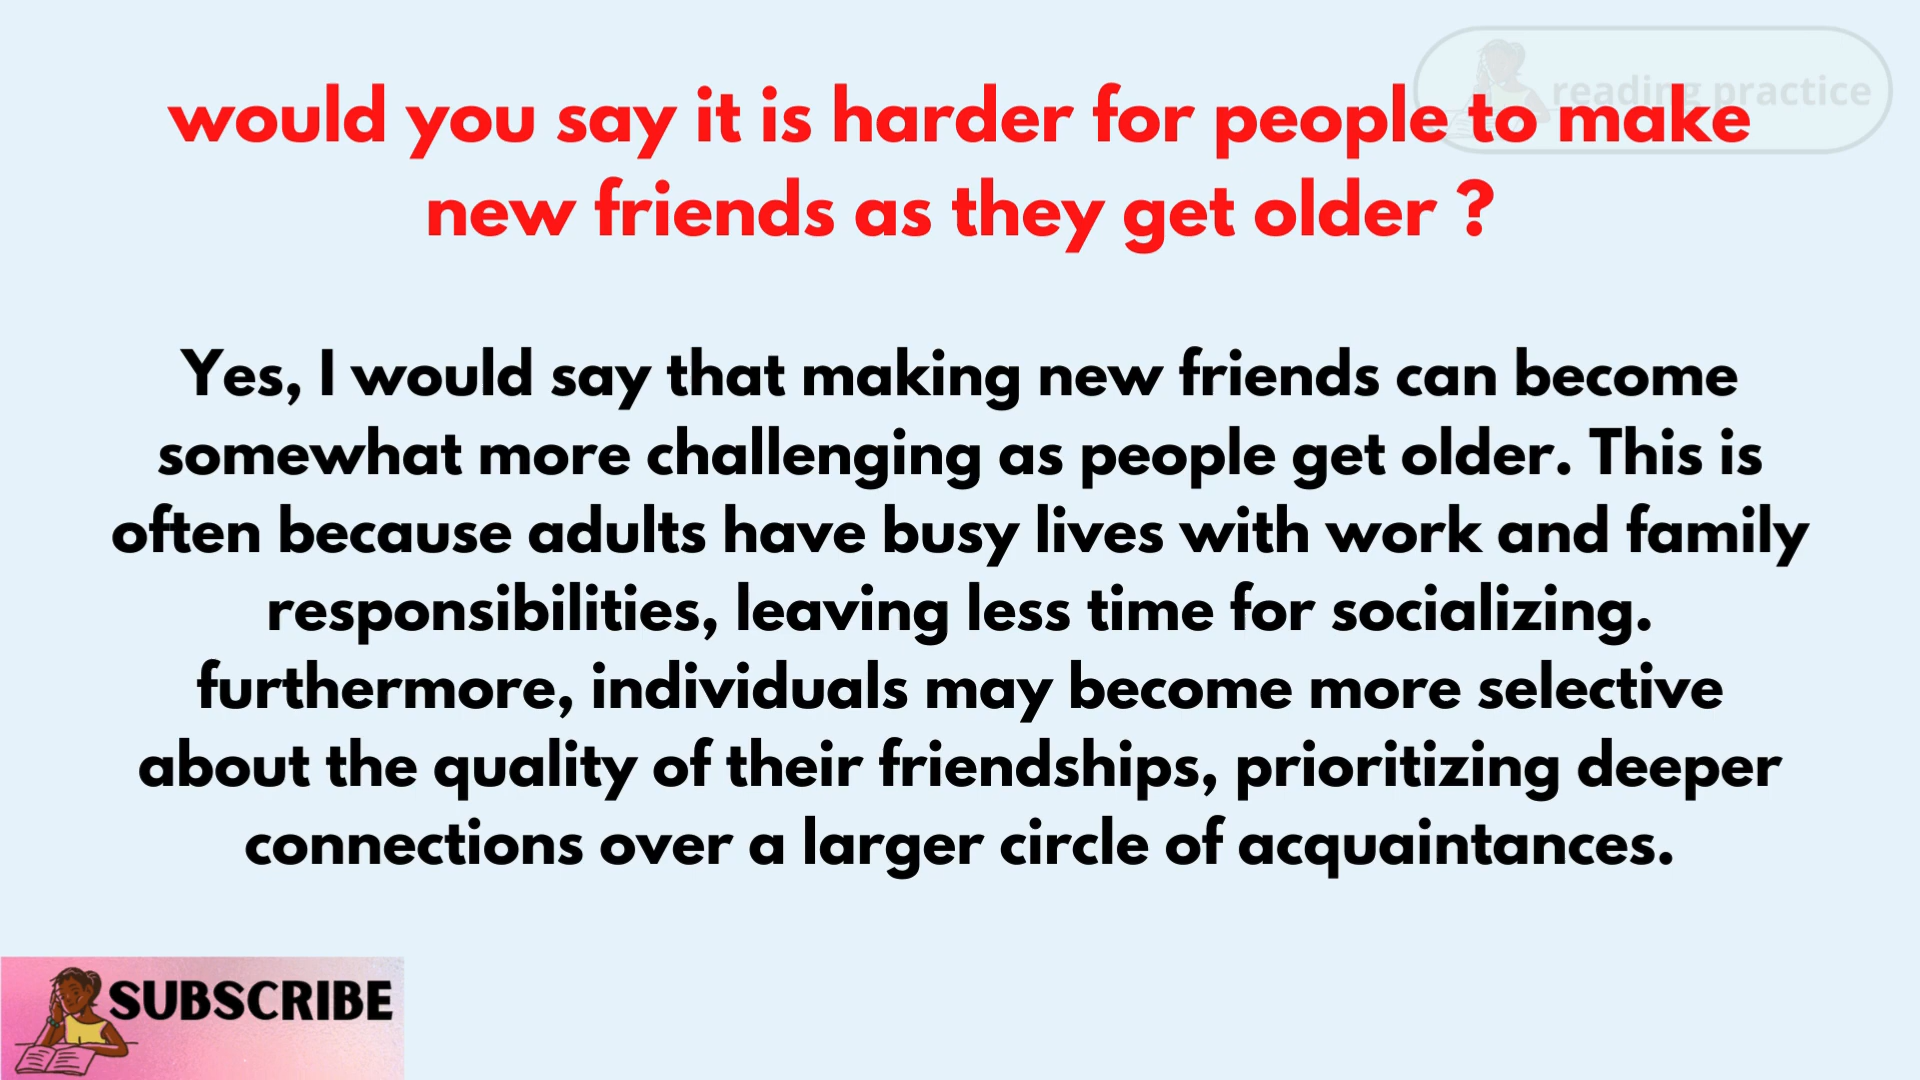 reading practice
would you say it is harder for people to make
new friends as they get older ?
Yes, I would say that making new friends can become
somewhat more challenging as people get older. This is
often because adults have busy lives with work and family
responsibilities, leaving less time for socializing.
furthermore, individuals may become more selective
about the quality of their friendships, prioritizing deeper
connections over a larger circle of acquaintances.
SUBSCRIBE